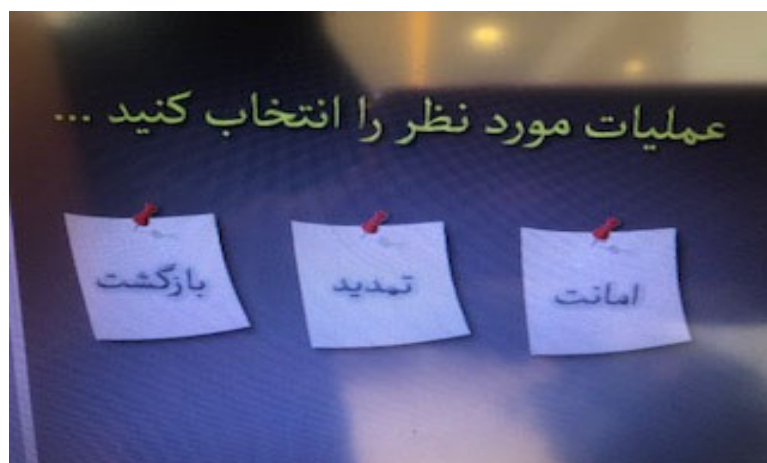 عملیات مورد نظر را انتخاب کنید ...
امانت
تمدید
بازگشت